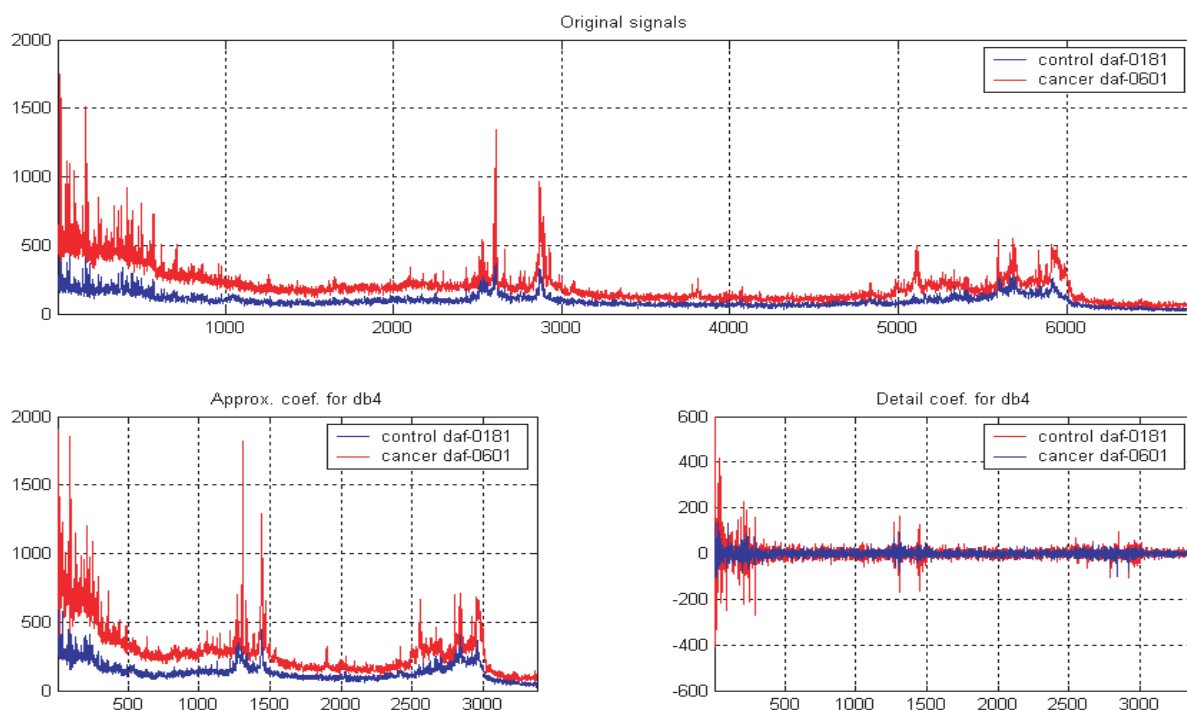 Original signals
2000
1500
1000
500
0
control daf-0181
cancer daf-0601
1000 2000 3000 4000 5000 6000
Approx. coef. for db4
2000
1500
1000
500
0
control daf-0181
cancer daf-0601
500 1000 1500 2000 2500 3000
Detail coef. for db4
600
400
200
0
-200
-400
-600
control daf-0181
cancer daf-0601
500 1000 1500 2000 2500 3000